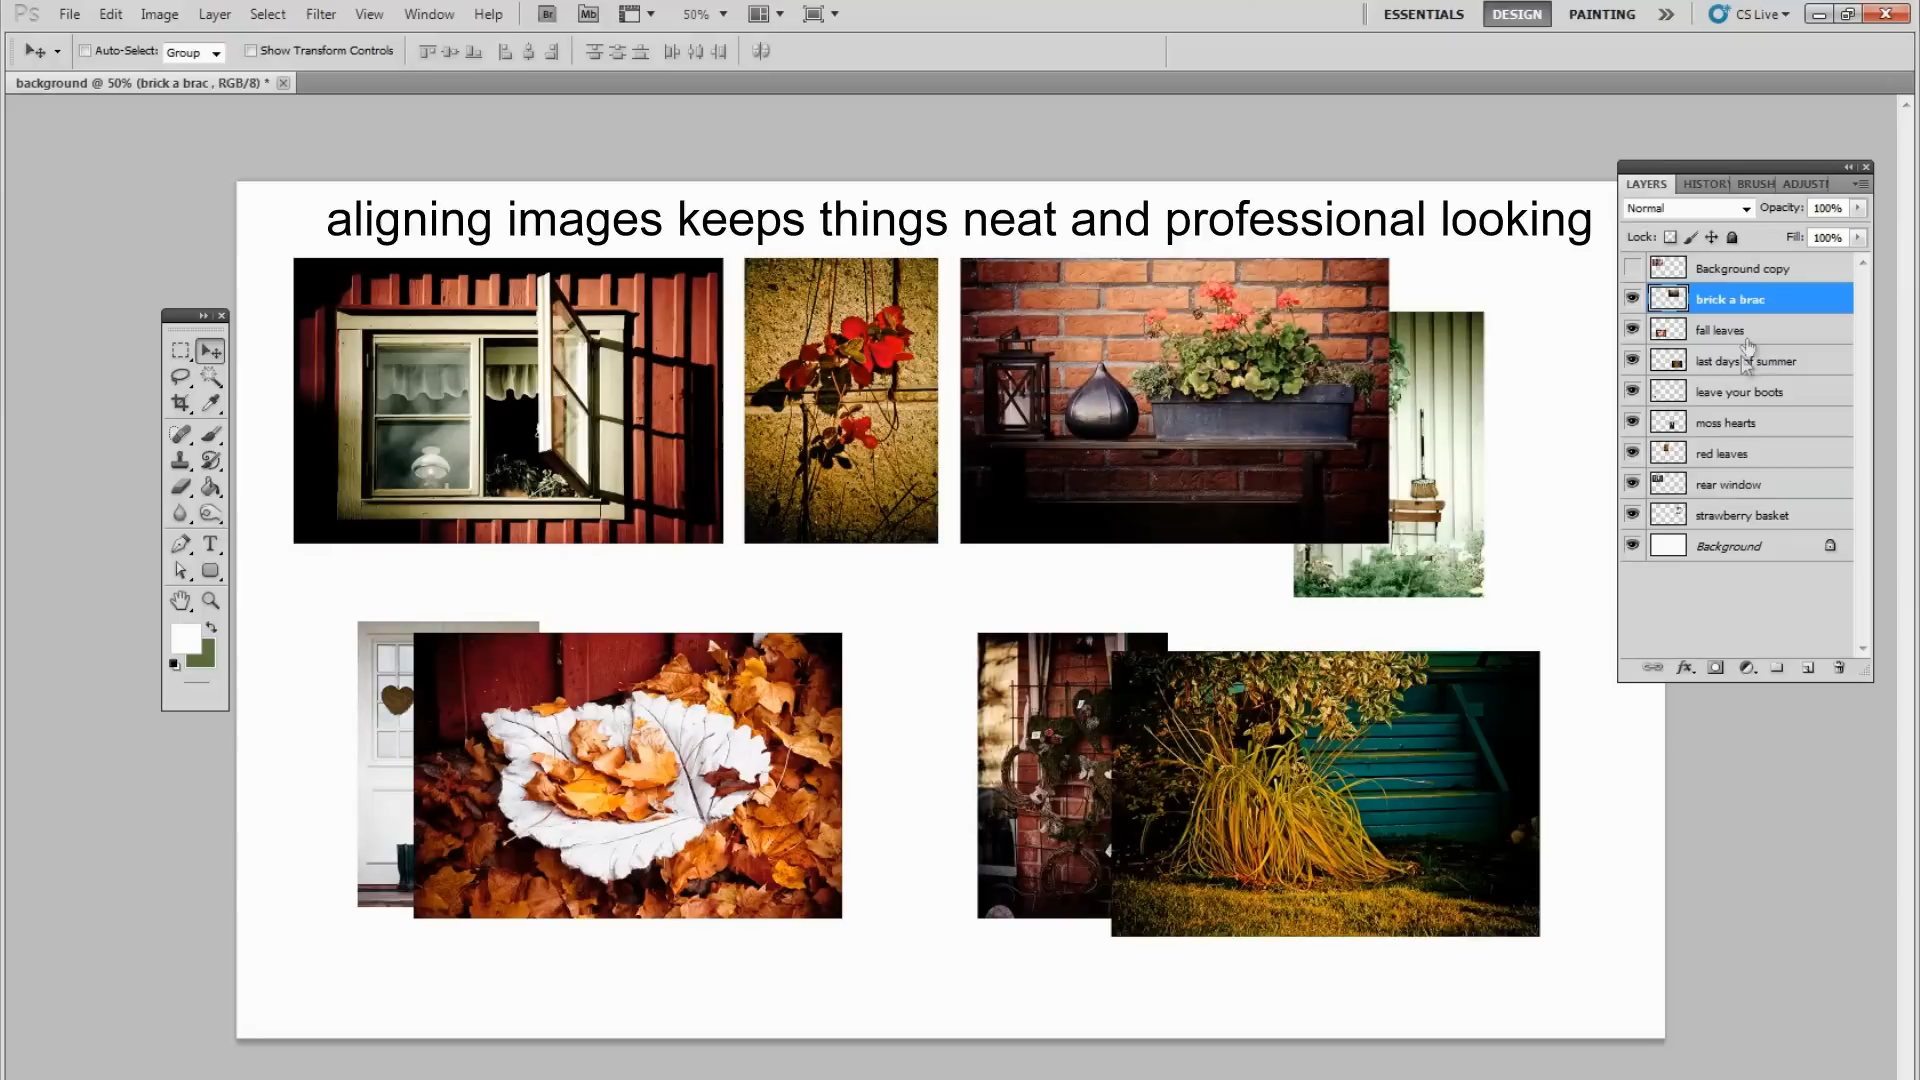 Ps File Edit Image Layer Select Filter View Window Help Br Mb 50% ESSENTIALS DESIGN PAINTING CS Live
Auto-Select: Group Show Transform Controls
background @ 50% (brick a brac , RGB/8) *
aligning images keeps things neat and professional looking
LAYERS HISTORY BRUSH ADJUSTM
Normal Opacity: 100%
Lock: Fill: 100%
Background copy
brick a brac
fall leaves
last days of summer
leave your boots
moss hearts
red leaves
rear window
strawberry basket
Background